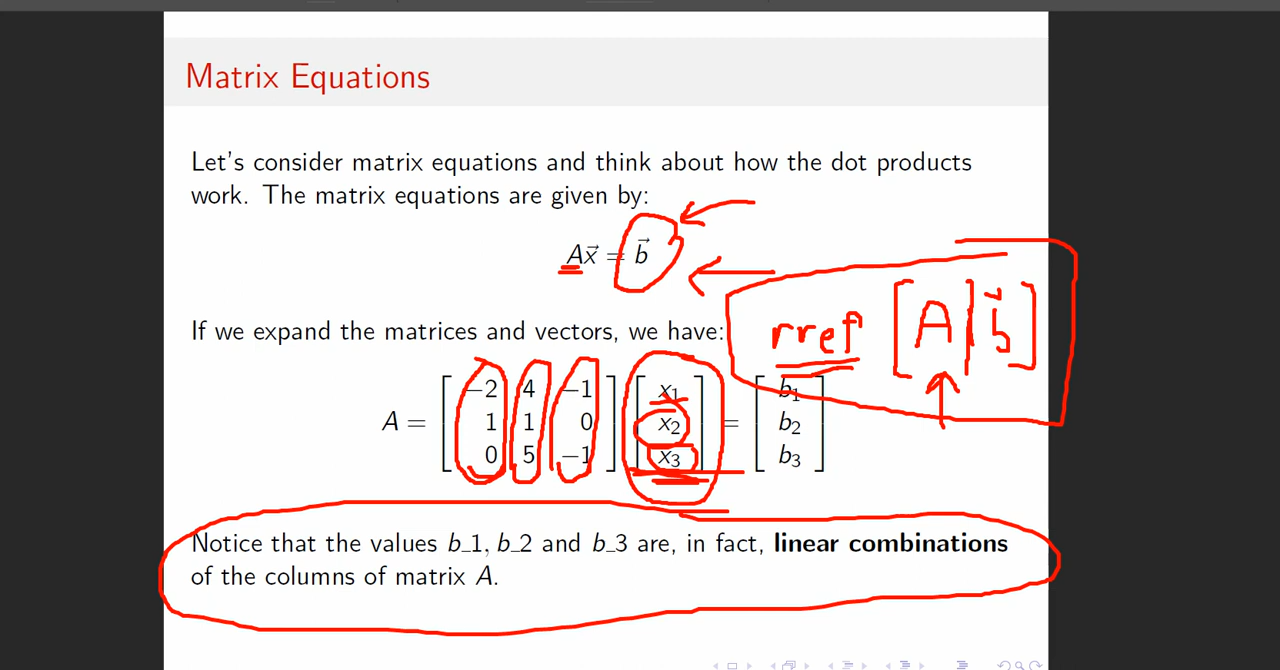 Matrix Equations
Let's consider matrix equations and think about how the dot products
work. The matrix equations are given by:
Ax⃗ = b⃗
If we expand the matrices and vectors, we have:
rref [A|b⃗]
A = [−2 4 −1] [x₁] = [b₁]
[1 1 0] [x₂] [b₂]
[0 5 −1] [x₃] [b₃]
Notice that the values b_1, b_2 and b_3 are, in fact, linear combinations
of the columns of matrix A.